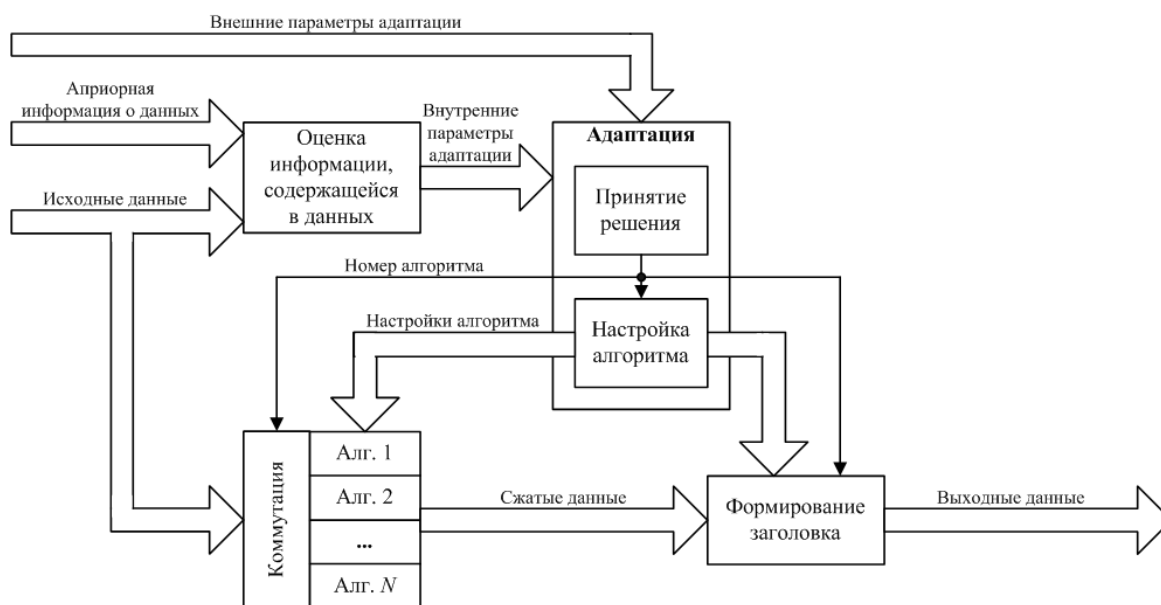 Внешние параметры адаптации
Априорная
информация о данных
Внутренние
параметры
адаптации
Оценка
информации,
содержащейся
в данных
Адаптация
Принятие
решения
Исходные данные
Номер алгоритма
Настройки алгоритма
Настройка
алгоритма
Коммутация
Алг. 1
Алг. 2
...
Алг. N
Сжатые данные
Формирование
заголовка
Выходные данные